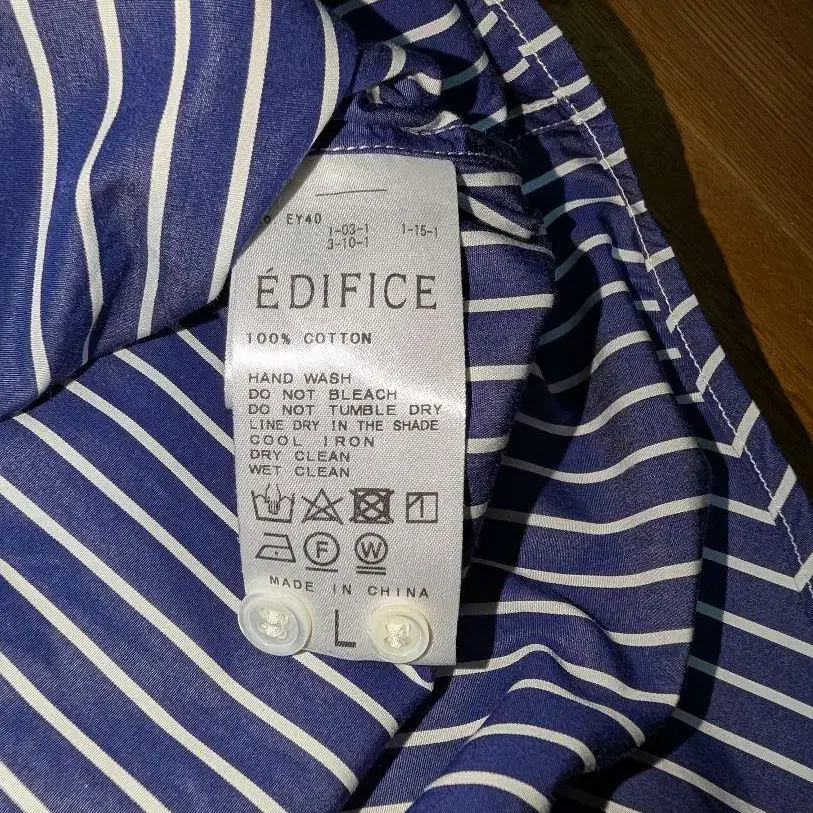 EY40
1-03-1 1-15-1
3-10-1
ÉDIFICE
100% COTTON
HAND WASH
DO NOT BLEACH
DO NOT TUMBLE DRY
LINE DRY IN THE SHADE
COOL IRON
DRY CLEAN
WET CLEAN
F W
MADE IN CHINA
L